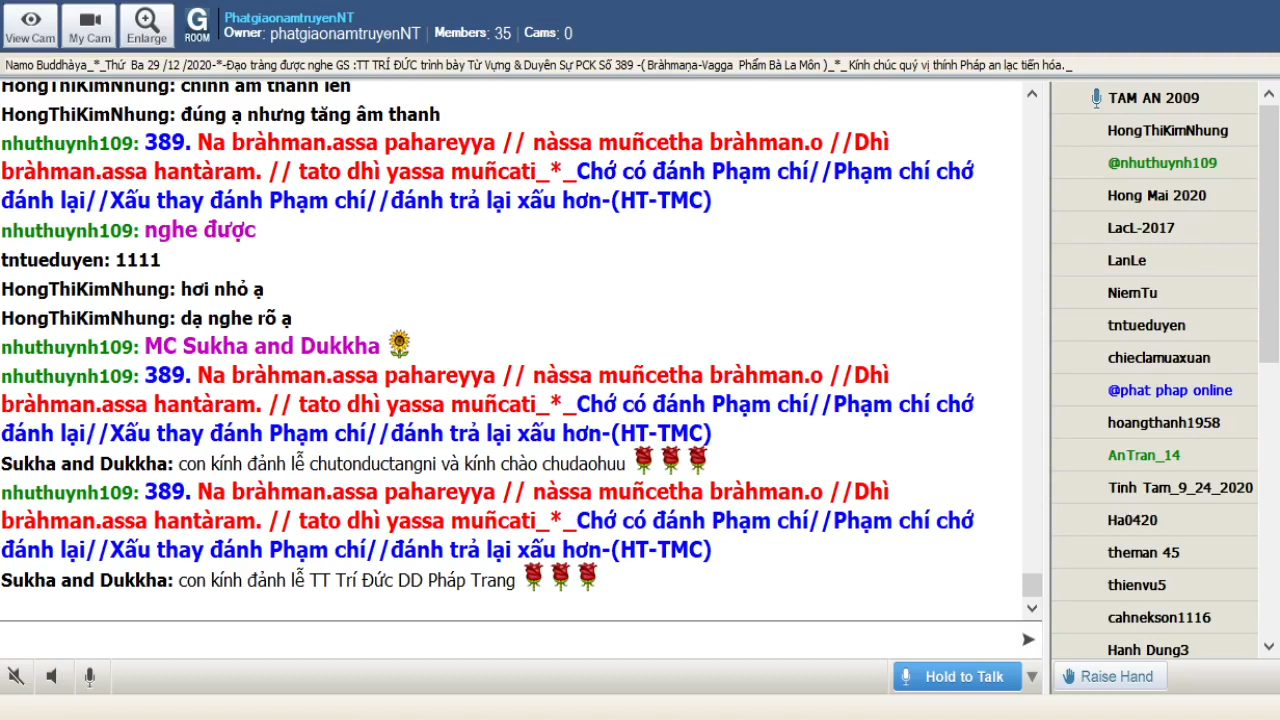 View Cam
My Cam
Enlarge
G
ROOM
PhatgiaonamtruyenNT
Owner: phatgiaonamtruyenNT | Members: 35 | Cams: 0
Namo Buddhàya_*_Thứ Ba 29 /12 /2020-*-Đạo tràng được nghe GS :TT TRÍ ĐỨC trình bày Từ Vựng & Duyên Sự PCK Số 389 -( Bràhmaṇa-Vagga Phẩm Bà La Môn )_*_ Kính chúc quý vị thính Pháp an lạc tiến hóa._
HongThiKimNhung: chinh âm thanh lên
HongThiKimNhung: đúng ạ nhưng tăng âm thanh
nhuthuynh109: 389. Na bràhman.assa pahareyya // nàssa muñcetha bràhman.o //Dhì
bràhman.assa hantàram. // tato dhì yassa muñcati_*_Chớ có đánh Phạm chí//Phạm chí chớ
đánh lại//Xấu thay đánh Phạm chí//đánh trả lại xấu hơn-(HT-TMC)
nhuthuynh109: nghe được
tntueduyen: 1111
HongThiKimNhung: hơi nhỏ ạ
HongThiKimNhung: dạ nghe rõ ạ
nhuthuynh109: MC Sukha and Dukkha
nhuthuynh109: 389. Na bràhman.assa pahareyya // nàssa muñcetha bràhman.o //Dhì
bràhman.assa hantàram. // tato dhì yassa muñcati_*_Chớ có đánh Phạm chí//Phạm chí chớ
đánh lại//Xấu thay đánh Phạm chí//đánh trả lại xấu hơn-(HT-TMC)
Sukha and Dukkha: con kính đảnh lễ chutonductangni và kính chào chudaohuu
nhuthuynh109: 389. Na bràhman.assa pahareyya // nàssa muñcetha bràhman.o //Dhì
bràhman.assa hantàram. // tato dhì yassa muñcati_*_Chớ có đánh Phạm chí//Phạm chí chớ
đánh lại//Xấu thay đánh Phạm chí//đánh trả lại xấu hơn-(HT-TMC)
Sukha and Dukkha: con kính đảnh lễ TT Trí Đức DD Pháp Trang
Hold to Talk
TAM AN 2009
HongThiKimNhung
@nhuthuynh109
Hong Mai 2020
LacL-2017
LanLe
NiemTu
tntueduyen
chieclamuaxuan
@phat phap online
hoangthanh1958
AnTran_14
Tinh Tam_9_24_2020
Ha0420
theman 45
thienvu5
cahnekson1116
Hanh Dung3
Raise Hand